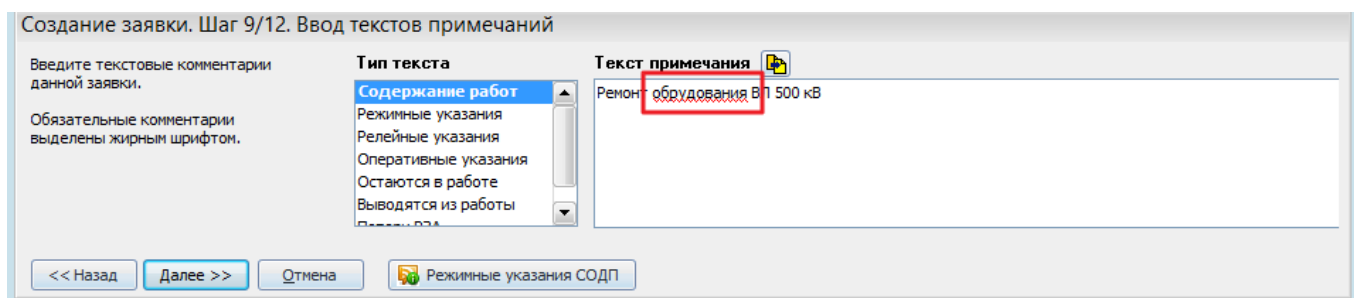 Создание заявки. Шаг 9/12. Ввод текстов примечаний
Введите текстовые комментарии
данной заявки.
Обязательные комментарии
выделены жирным шрифтом.
Тип текста
Содержание работ
Режимные указания
Релейные указания
Оперативные указания
Остаются в работе
Выводятся из работы
Текст примечания
Ремонт обрудования ВЛ 500 кВ
<< Назад
Далее >>
Отмена
Режимные указания СОДП